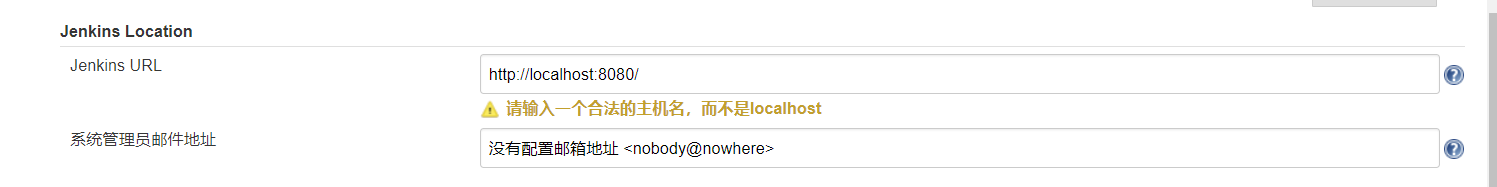 Jenkins Location
Jenkins URL
http://localhost:8080/
请输入一个合法的主机名，而不是localhost
系统管理员邮件地址
没有配置邮箱地址 <nobody@nowhere>